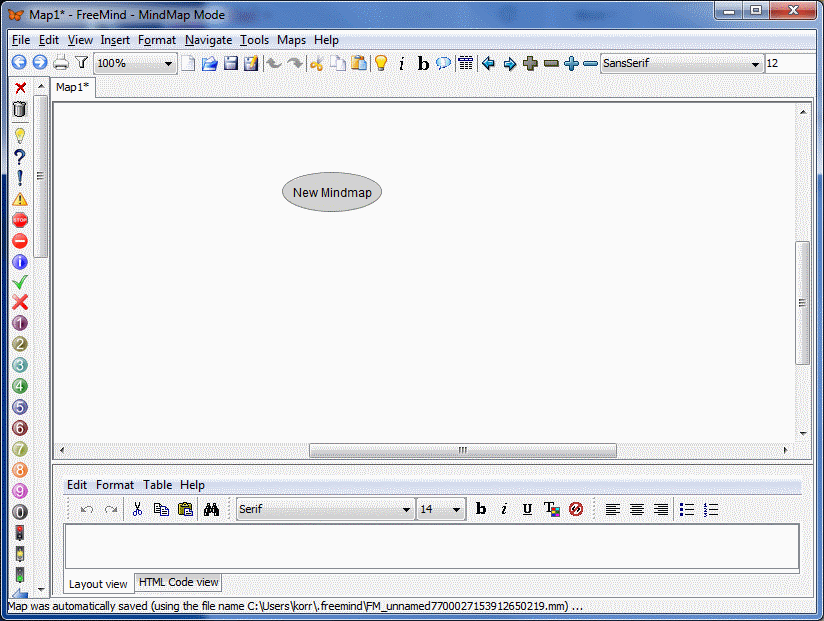 Map1* - FreeMind - MindMap Mode
File Edit View Insert Format Navigate Tools Maps Help
100% i b SansSerif 12
Map1*
New Mindmap
?
!
STOP
i
1
2
3
4
5
6
7
8
9
0
Edit Format Table Help
Serif 14 b i U T
Layout view HTML Code view
Map was automatically saved (using the file name C:\Users\korr\.freemind\FM_unnamed7700027153912650219.mm) ...